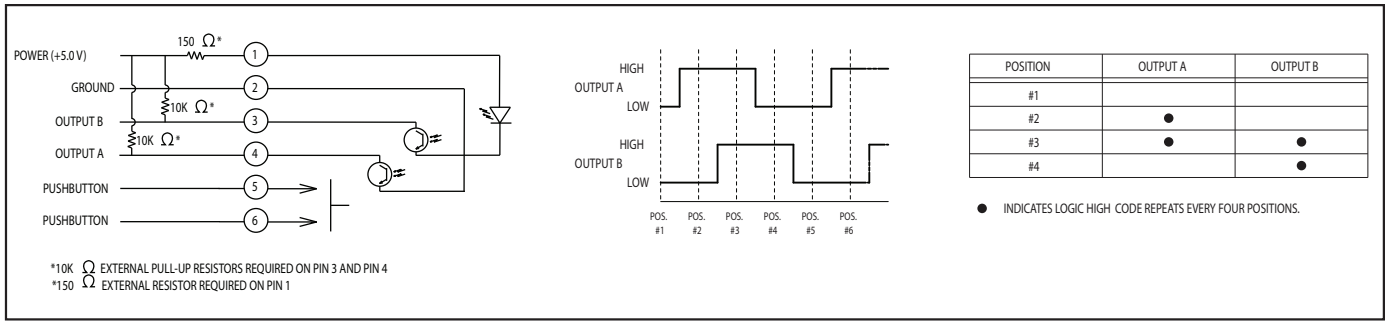 150 Ω*
POWER (+5.0 V)
1
GROUND
2
10K Ω*
OUTPUT B
3
10K Ω*
OUTPUT A
4
PUSHBUTTON
5
PUSHBUTTON
6
*10K Ω EXTERNAL PULL-UP RESISTORS REQUIRED ON PIN 3 AND PIN 4
*150 Ω EXTERNAL RESISTOR REQUIRED ON PIN 1
HIGH
OUTPUT A
LOW
HIGH
OUTPUT B
LOW
POS. POS. POS. POS. POS. POS.
#1 #2 #3 #4 #5 #6
POSITION OUTPUT A OUTPUT B
#1
#2 ●
#3 ● ●
#4 ●
● INDICATES LOGIC HIGH CODE REPEATS EVERY FOUR POSITIONS.